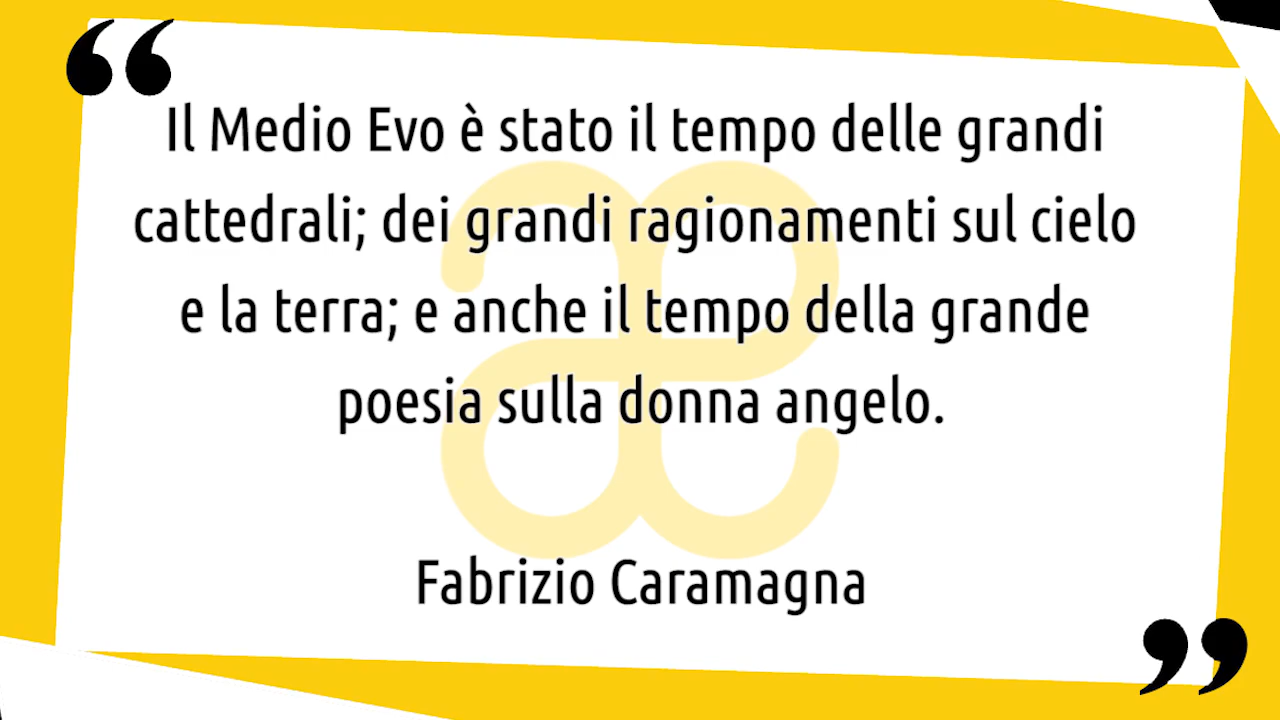 Il Medio Evo è stato il tempo delle grandi
cattedrali; dei grandi ragionamenti sul cielo
e la terra; e anche il tempo della grande
poesia sulla donna angelo.
Fabrizio Caramagna